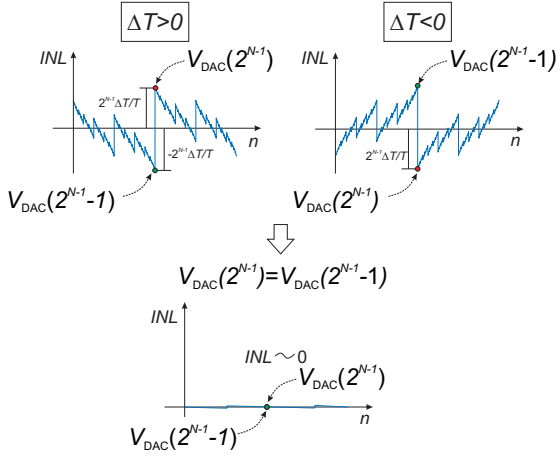 ΔT>0
INL
V_DAC(2^{N-1})
2^{N-1}ΔT/T
n
-2^{N-1}ΔT/T
V_DAC(2^{N-1}-1)
ΔT<0
INL
V_DAC(2^{N-1}-1)
n
2^{N-1}ΔT/T
V_DAC(2^{N-1})
V_DAC(2^{N-1})=V_DAC(2^{N-1}-1)
INL
INL~0
V_DAC(2^{N-1})
n
V_DAC(2^{N-1}-1)